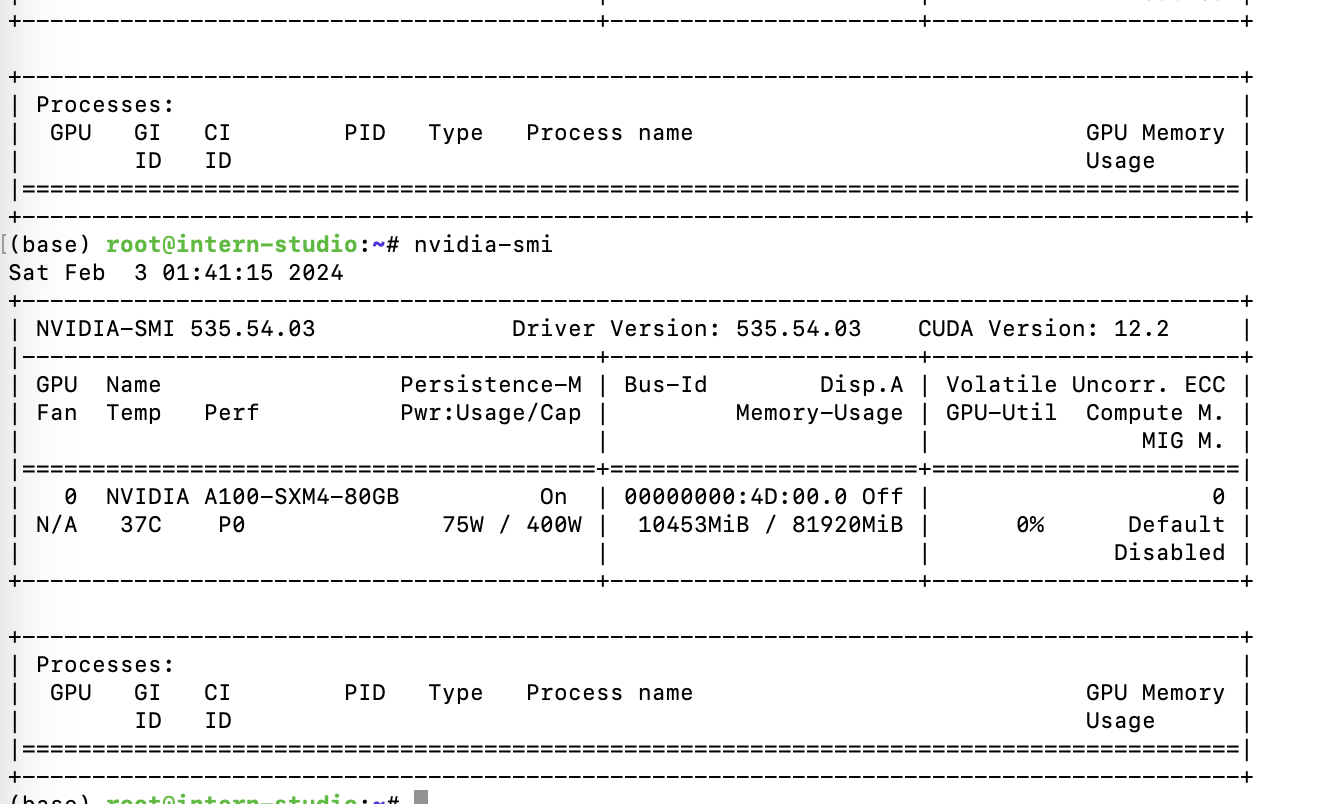 +-----------------------------------------+----------------------+----------------------+

+---------------------------------------------------------------------------------------+
| Processes:                                                                            |
|  GPU   GI   CI        PID   Type   Process name                            GPU Memory |
|        ID   ID                                                             Usage      |
|=======================================================================================|
+---------------------------------------------------------------------------------------+
[(base) root@intern-studio:~# nvidia-smi
Sat Feb  3 01:41:15 2024
+---------------------------------------------------------------------------------------+
| NVIDIA-SMI 535.54.03              Driver Version: 535.54.03    CUDA Version: 12.2     |
|-----------------------------------------+----------------------+----------------------+
| GPU  Name                 Persistence-M | Bus-Id        Disp.A | Volatile Uncorr. ECC |
| Fan  Temp   Perf          Pwr:Usage/Cap |         Memory-Usage | GPU-Util  Compute M. |
|                                         |                      |               MIG M. |
|=========================================+======================+======================|
|   0  NVIDIA A100-SXM4-80GB          On  | 00000000:4D:00.0 Off |                    0 |
| N/A   37C    P0              75W / 400W |  10453MiB / 81920MiB |      0%      Default |
|                                         |                      |             Disabled |
+-----------------------------------------+----------------------+----------------------+

+---------------------------------------------------------------------------------------+
| Processes:                                                                            |
|  GPU   GI   CI        PID   Type   Process name                            GPU Memory |
|        ID   ID                                                             Usage      |
|=======================================================================================|
+---------------------------------------------------------------------------------------+
(base) root@intern-studio:~#